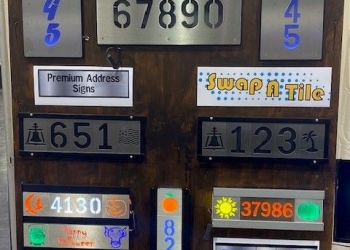 45
67890
45
Premium Address
Signs
Swap A Tile
651
123
4130
37986
Happy
Halloween
82